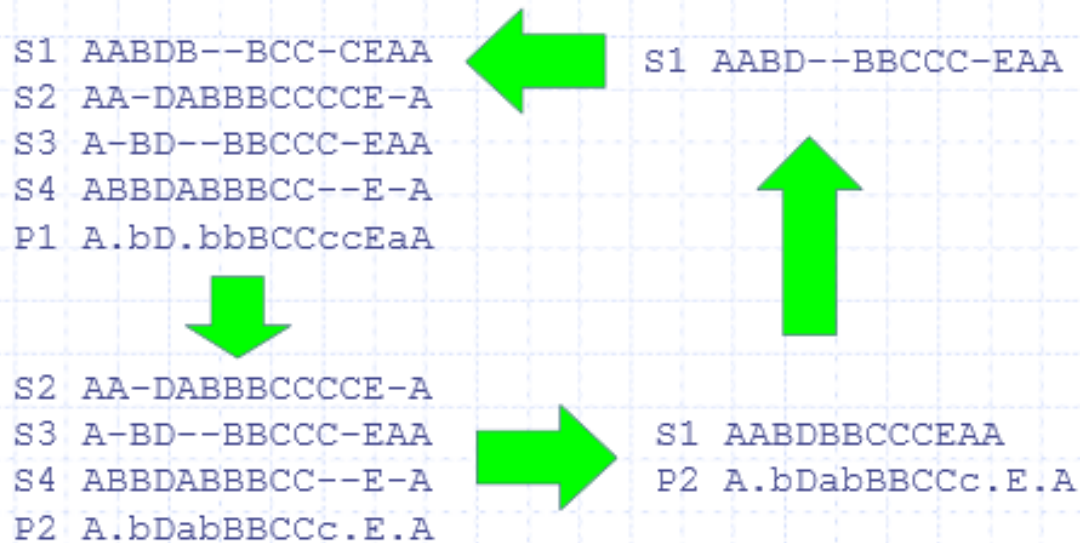 S1 AABDB--BCC-CEAA
S2 AA-DABBBCCCCE-A
S3 A-BD--BBCCC-EAA
S4 ABBDABBBCC--E-A
P1 A.bD.bbBCCccEaA
S1 AABD--BBCCC-EAA
S2 AA-DABBBCCCCE-A
S3 A-BD--BBCCC-EAA
S4 ABBDABBBCC--E-A
P2 A.bDabBBCCc.E.A
S1 AABDBBCCCEAA
P2 A.bDabBBCCc.E.A